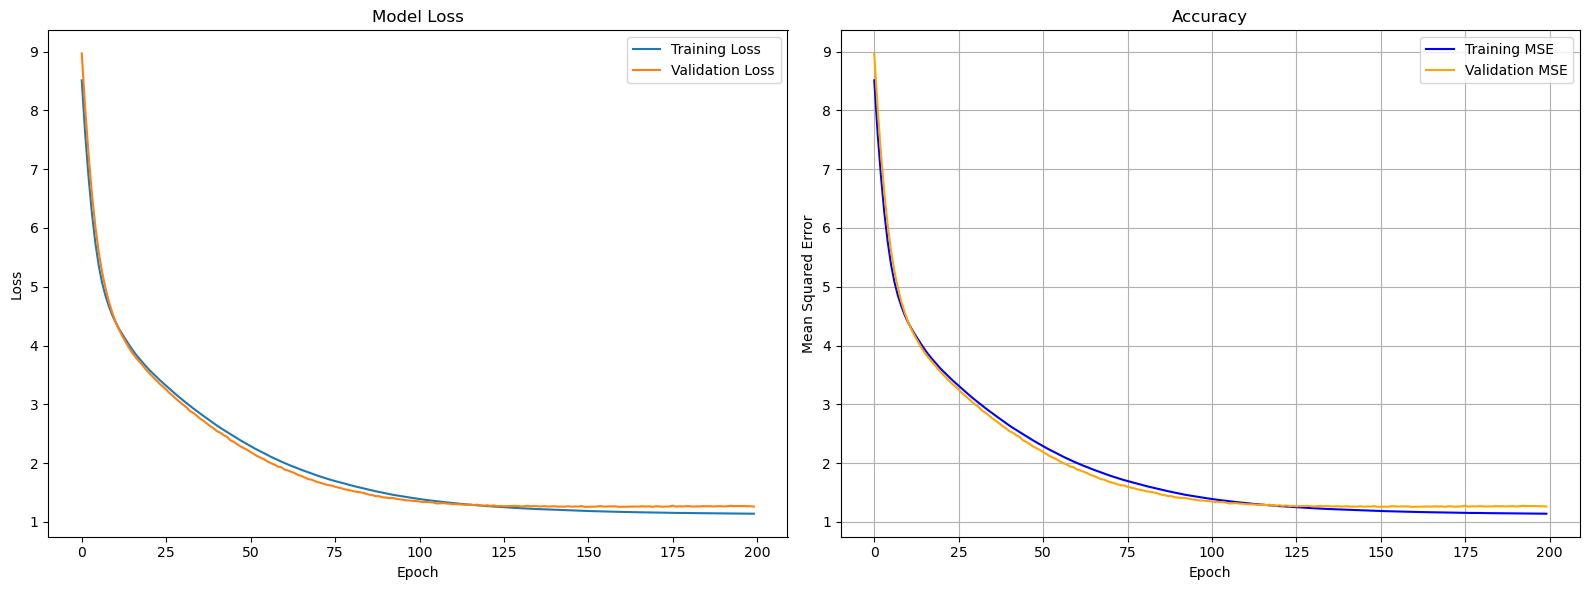 Model Loss
Training Loss
Validation Loss
Loss
9
8
7
6
5
4
3
2
1
0 25 50 75 100 125 150 175 200
Epoch
Accuracy
Training MSE
Validation MSE
Mean Squared Error
9
8
7
6
5
4
3
2
1
0 25 50 75 100 125 150 175 200
Epoch